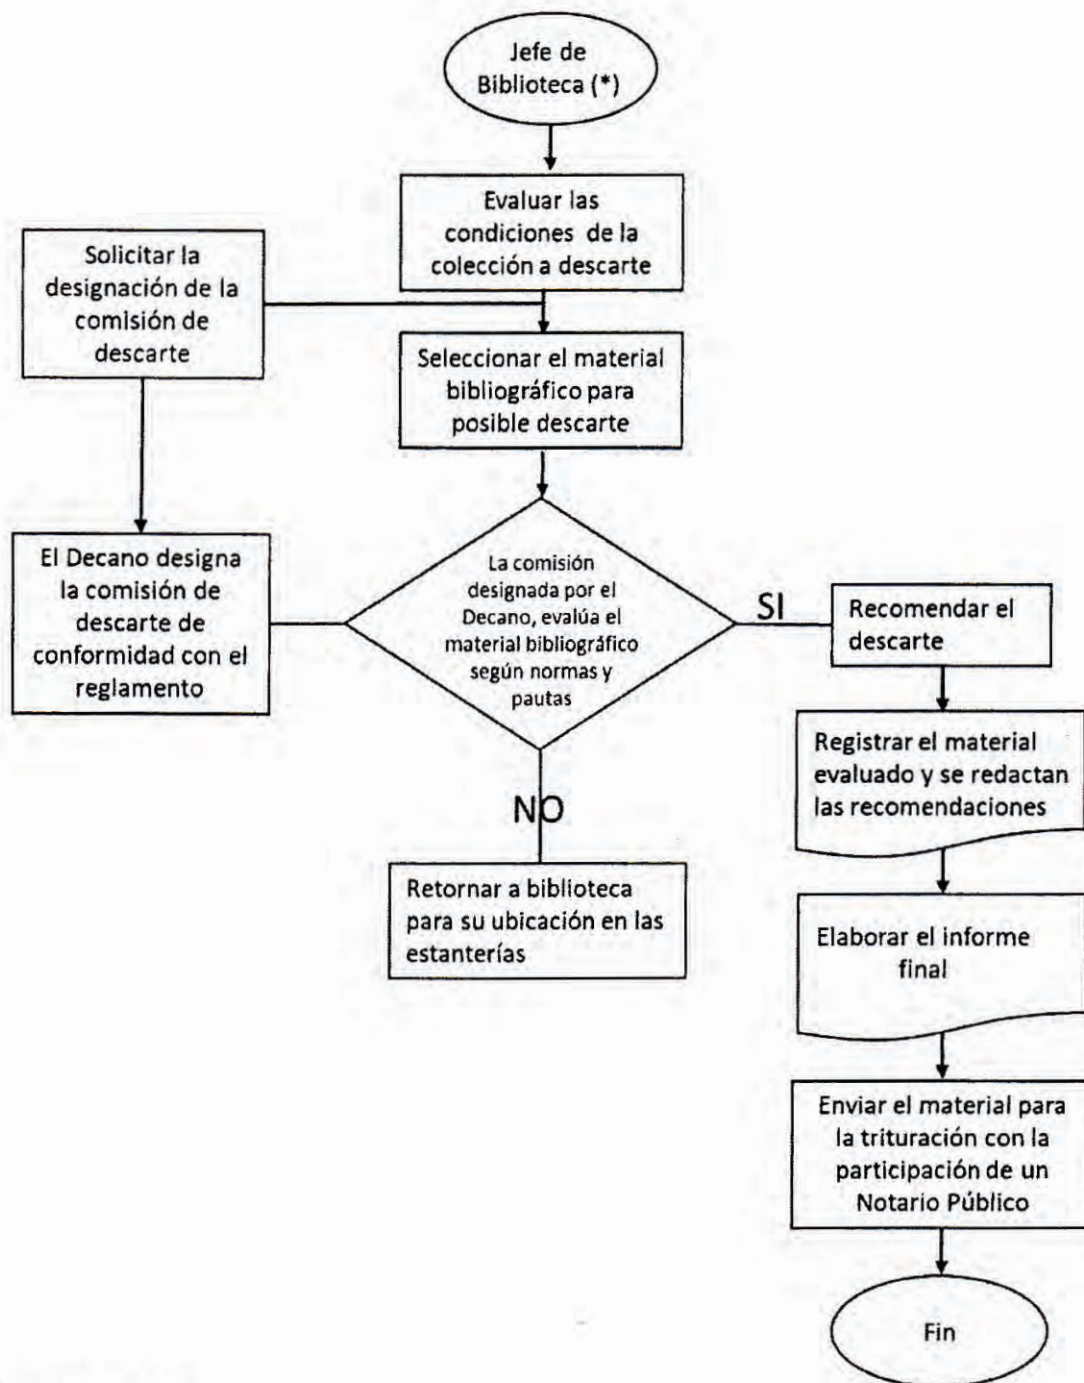 Jefe de
Biblioteca (*)
Evaluar las
condiciones de la
colección a descarte
Solicitar la
designación de la
comisión de
descarte
Seleccionar el material
bibliográfico para
posible descarte
El Decano designa
la comisión de
descarte de
conformidad con el
reglamento
La comisión
designada por el
Decano, evalúa el
material bibliográfico
según normas y
pautas
SI
Recomendar el
descarte
Registrar el material
evaluado y se redactan
las recomendaciones
NO
Retornar a biblioteca
para su ubicación en las
estanterías
Elaborar el informe
final
Enviar el material para
la trituración con la
participación de un
Notario Público
Fin